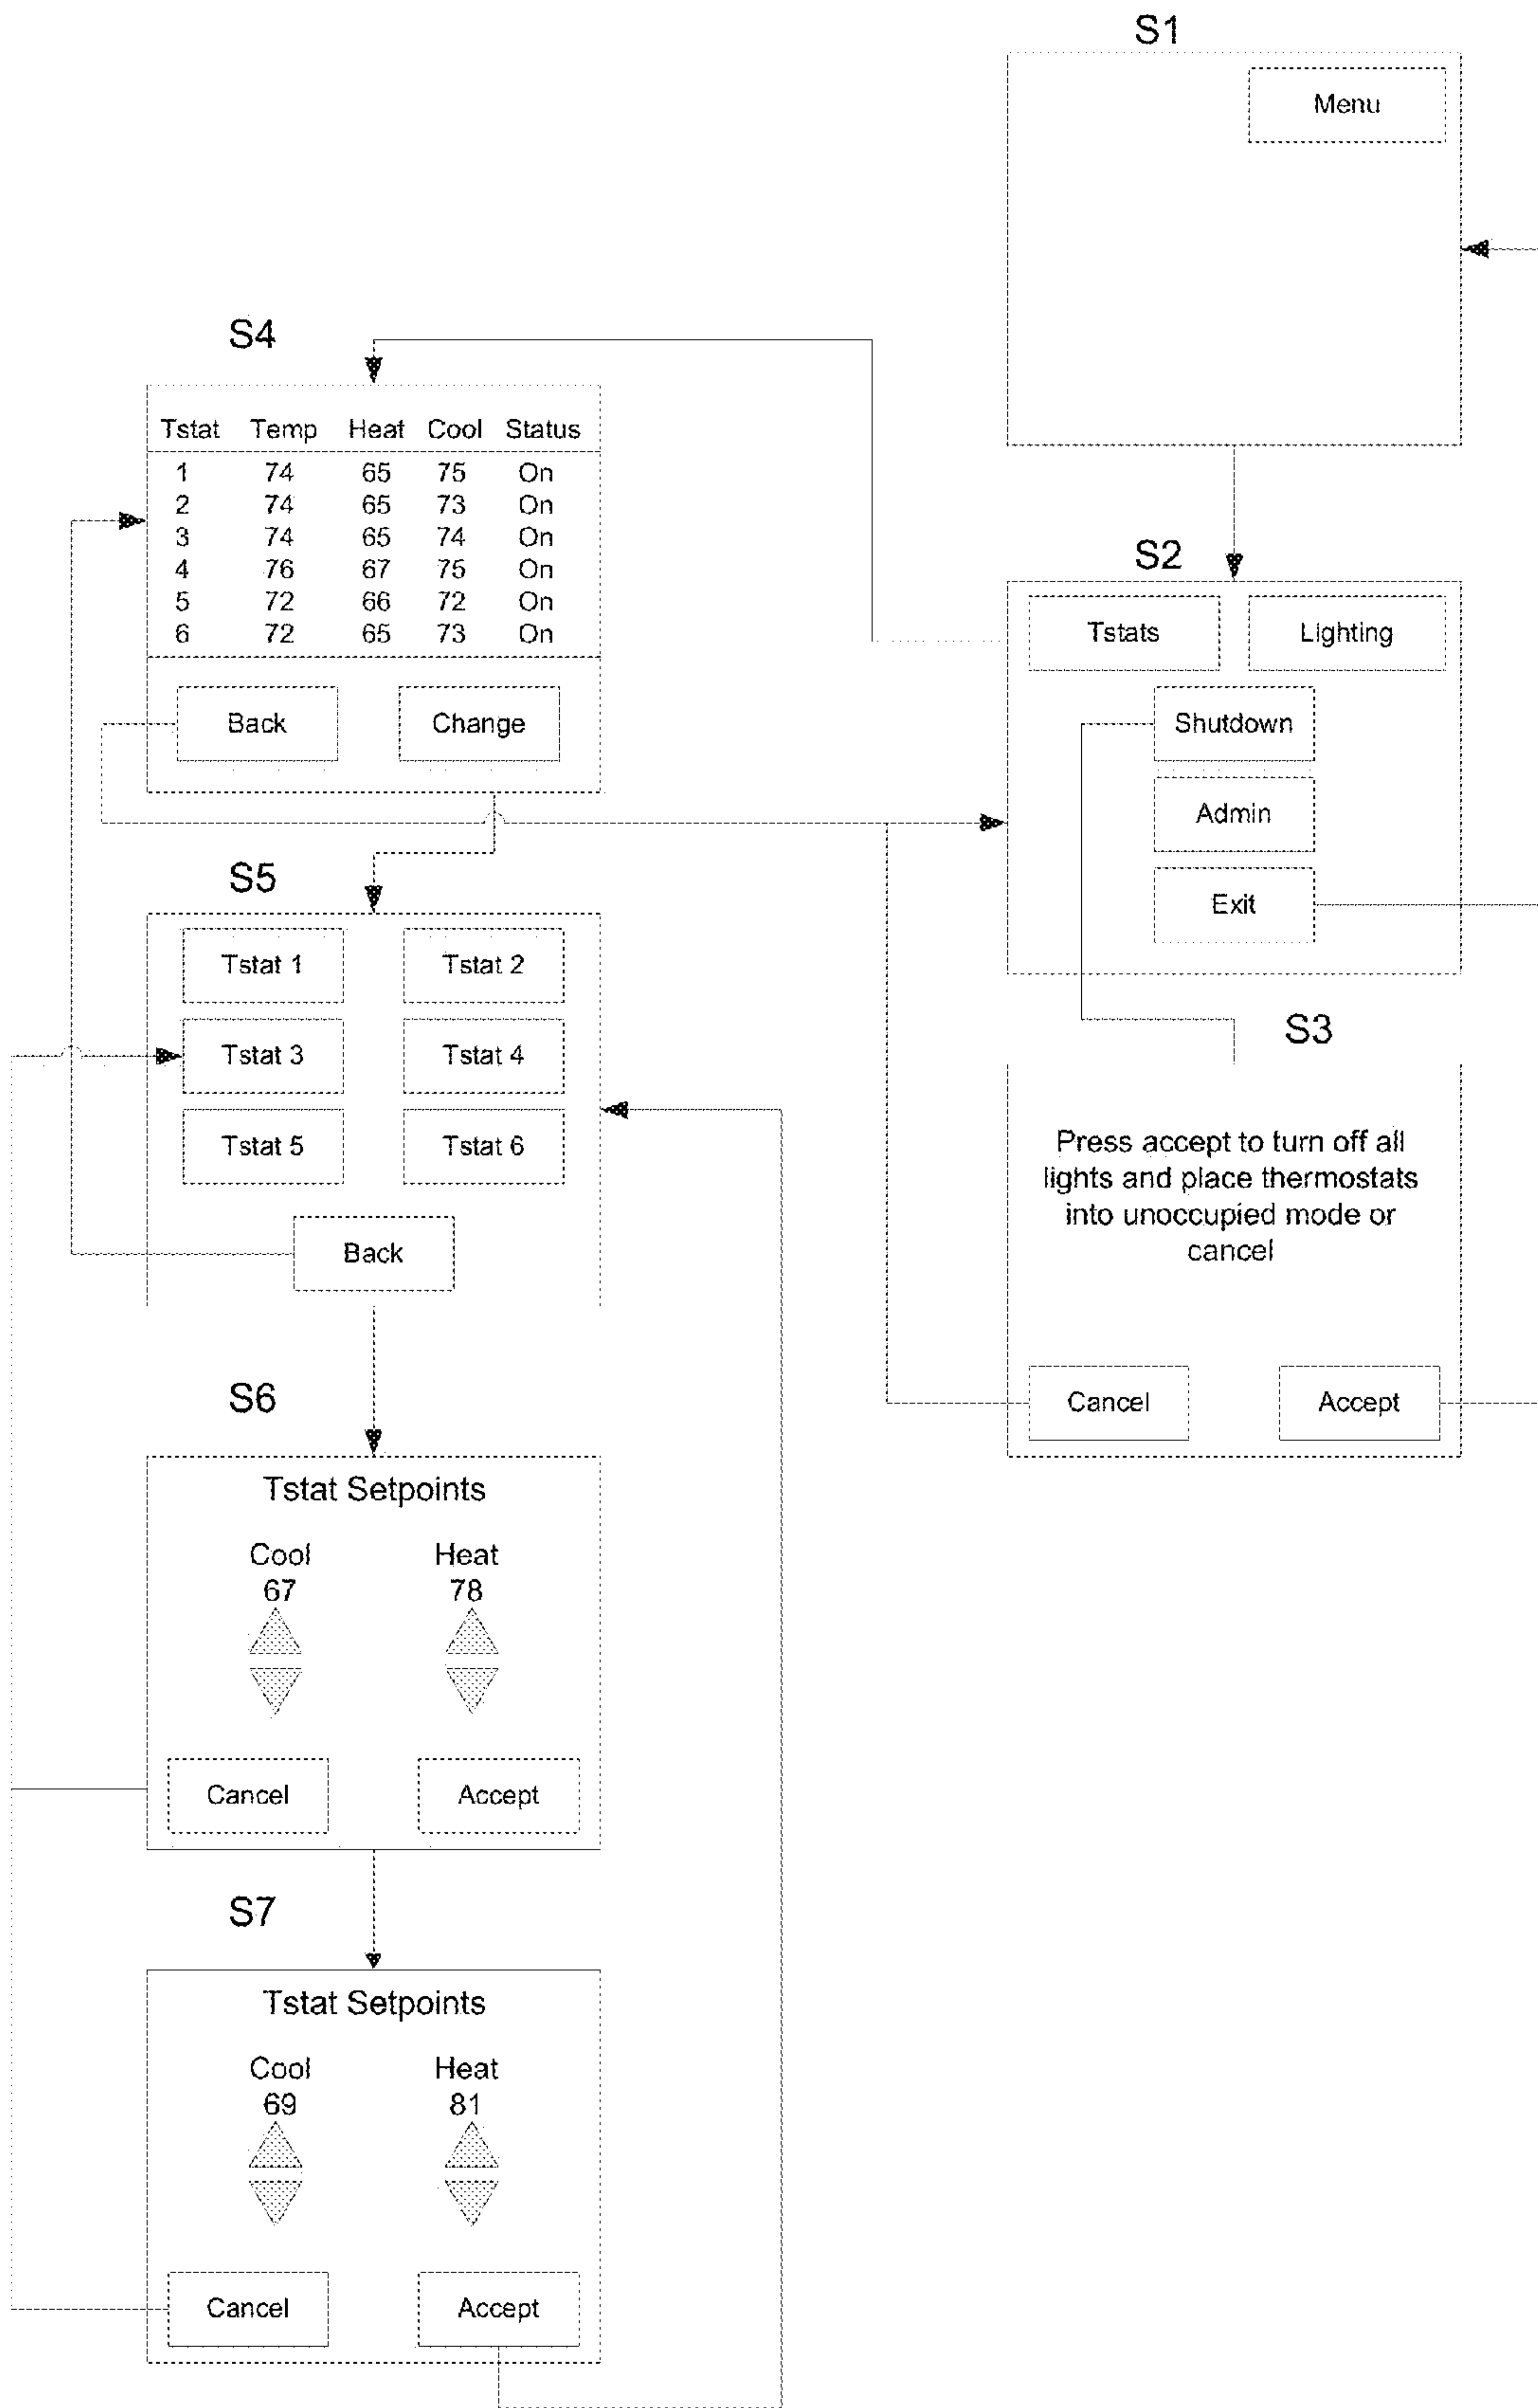 S1
Menu
S4
Tstat Temp Heat Cool Status
1 74 65 75 On
2 74 65 73 On
3 74 65 74 On
4 76 67 75 On
5 72 66 72 On
6 72 65 73 On
Back Change
S2
Tstats Lighting
Shutdown
Admin
Exit
S5
Tstat 1 Tstat 2
Tstat 3 Tstat 4
Tstat 5 Tstat 6
Back
S3
Press accept to turn off all
lights and place thermostats
into unoccupied mode or
cancel
Cancel Accept
S6
Tstat Setpoints
Cool Heat
67 78
Cancel Accept
S7
Tstat Setpoints
Cool Heat
69 81
Cancel Accept